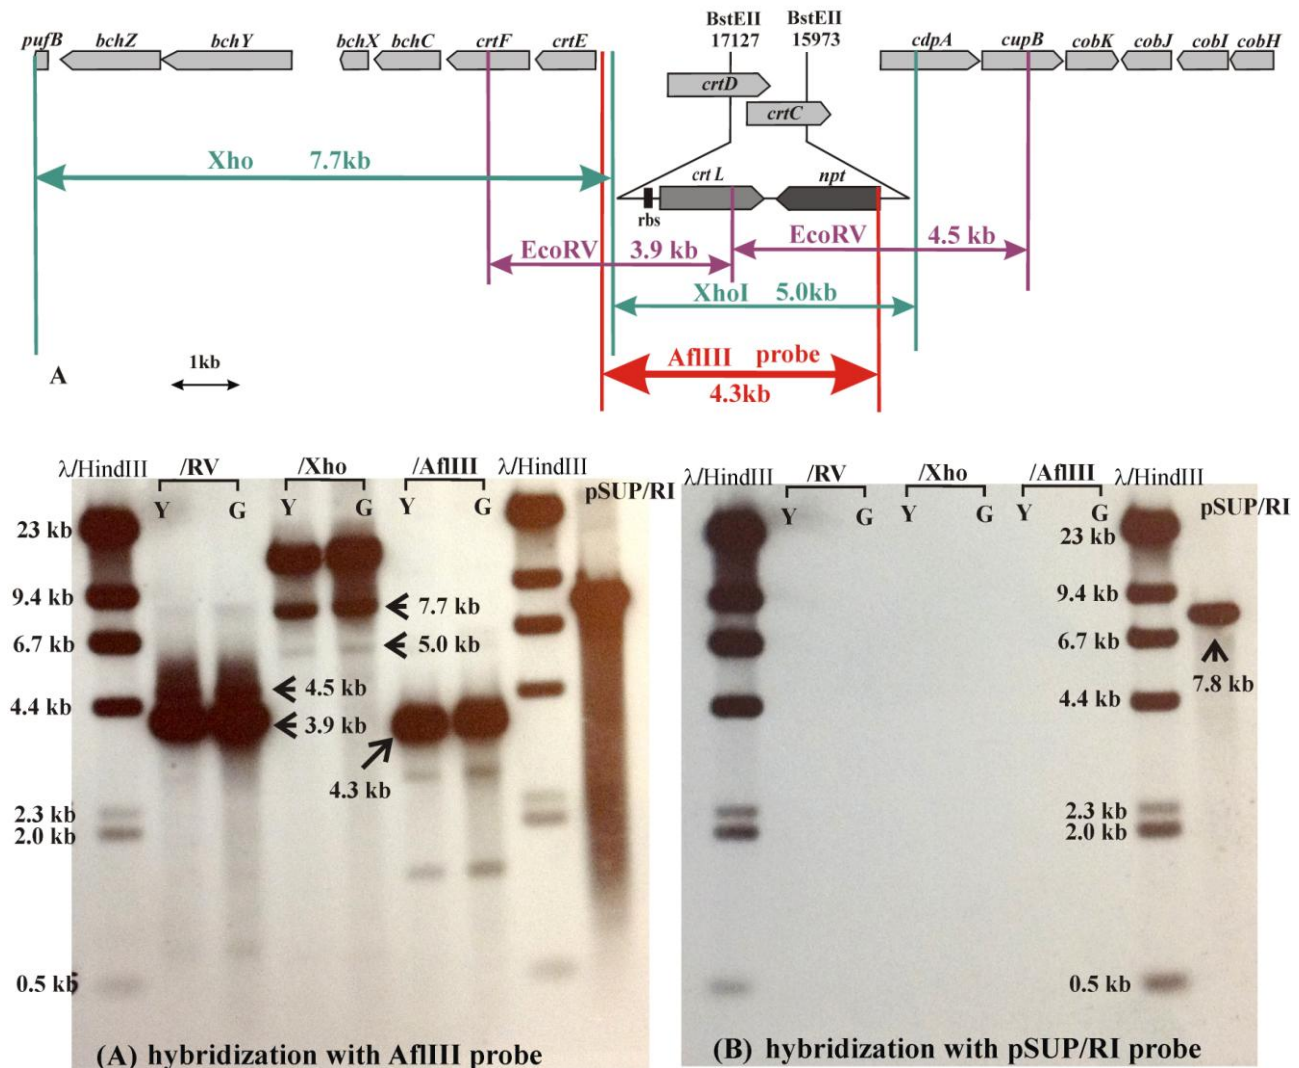 BstEII BstEII
pufB bchZ bchY bchX bchC crtF crtE 17127 15973 cdpA cupB cobK cobJ cobI cobH
crtD
crtC
Xho 7.7kb
crt L npt
rbs
EcoRV 3.9 kb
EcoRV 4.5 kb
XhoI 5.0kb
AflIII probe
4.3kb
1kb
A
λ/HindIII /RV /Xho /AflIII λ/HindIII pSUP/RI
Y G Y G Y G
23 kb
9.4 kb
6.7 kb
4.4 kb
2.3 kb
2.0 kb
0.5 kb
7.7 kb
5.0 kb
4.5 kb
3.9 kb
4.3 kb
(A) hybridization with AflIII probe
λ/HindIII /RV /Xho /AflIII λ/HindIII pSUP/RI
Y G Y G Y G
23 kb
9.4 kb
6.7 kb
4.4 kb
2.3 kb
2.0 kb
0.5 kb
7.8 kb
(B) hybridization with pSUP/RI probe